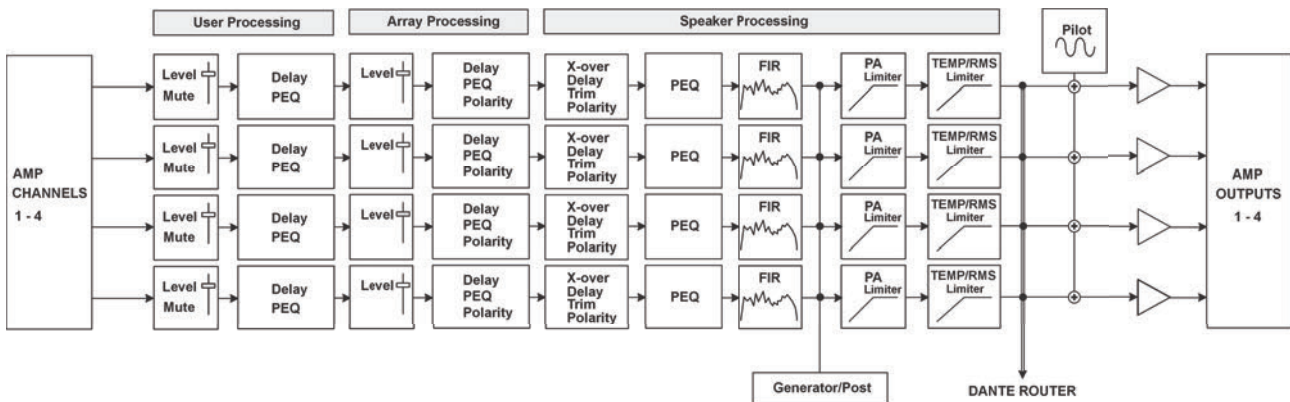 User Processing
Array Processing
Speaker Processing
Pilot
Level
Mute
Delay
PEQ
Level
Delay
PEQ
Polarity
X-over
Delay
Trim
Polarity
PEQ
FIR
PA
Limiter
TEMP/RMS
Limiter
Level
Mute
Delay
PEQ
Level
Delay
PEQ
Polarity
X-over
Delay
Trim
Polarity
PEQ
FIR
PA
Limiter
TEMP/RMS
Limiter
AMP
CHANNELS
1 - 4
AMP
OUTPUTS
1 - 4
Level
Mute
Delay
PEQ
Level
Delay
PEQ
Polarity
X-over
Delay
Trim
Polarity
PEQ
FIR
PA
Limiter
TEMP/RMS
Limiter
Level
Mute
Delay
PEQ
Level
Delay
PEQ
Polarity
X-over
Delay
Trim
Polarity
PEQ
FIR
PA
Limiter
TEMP/RMS
Limiter
Generator/Post
DANTE ROUTER